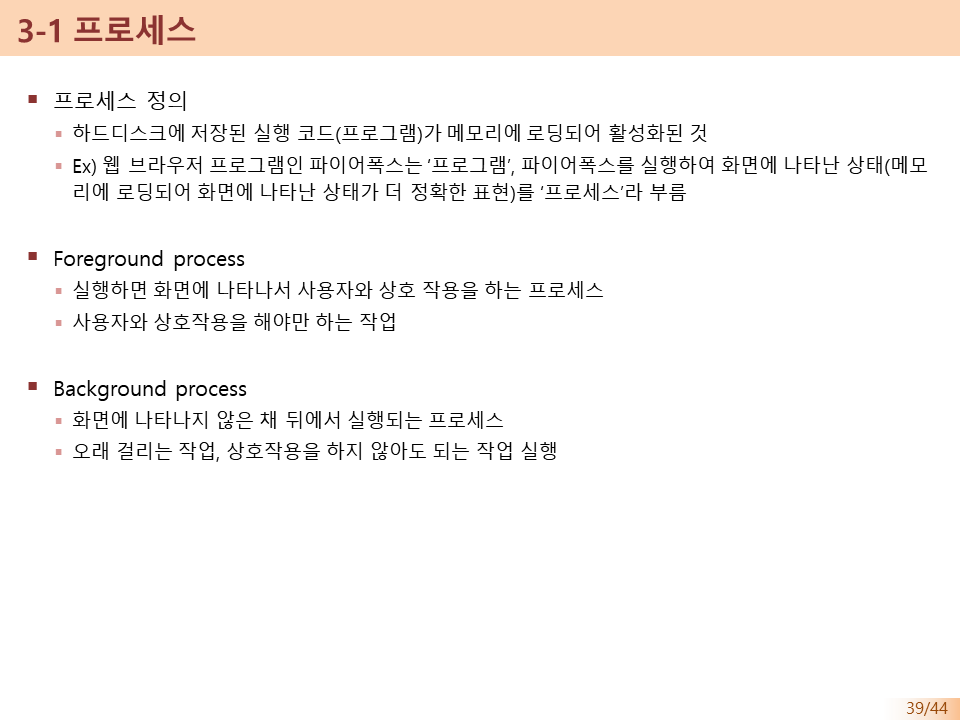 3-1 프로세스
프로세스 정의
하드디스크에 저장된 실행 코드(프로그램)가 메모리에 로딩되어 활성화된 것
Ex) 웹 브라우저 프로그램인 파이어폭스는 ‘프로그램’, 파이어폭스를 실행하여 화면에 나타난 상태(메모
리에 로딩되어 화면에 나타난 상태가 더 정확한 표현)를 ‘프로세스’라 부름
Foreground process
실행하면 화면에 나타나서 사용자와 상호 작용을 하는 프로세스
사용자와 상호작용을 해야만 하는 작업
Background process
화면에 나타나지 않은 채 뒤에서 실행되는 프로세스
오래 걸리는 작업, 상호작용을 하지 않아도 되는 작업 실행
39/44